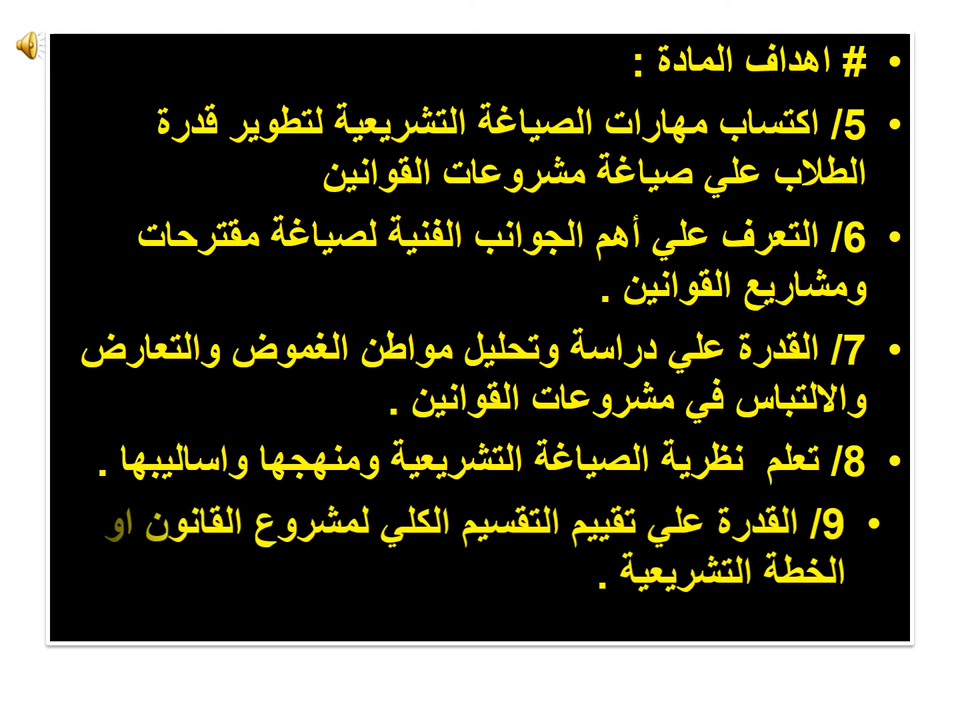 • # اهداف المادة :
• 5/ اكتساب مهارات الصياغة التشريعية لتطوير قدرة
الطلاب علي صياغة مشروعات القوانين
• 6/ التعرف علي أهم الجوانب الفنية لصياغة مقترحات
ومشاريع القوانين .
• 7/ القدرة علي دراسة وتحليل مواطن الغموض والتعارض
والالتباس في مشروعات القوانين .
• 8/ تعلم نظرية الصياغة التشريعية ومنهجها واساليبها .
• 9/ القدرة علي تقييم التقسيم الكلي لمشروع القانون او
الخطة التشريعية .